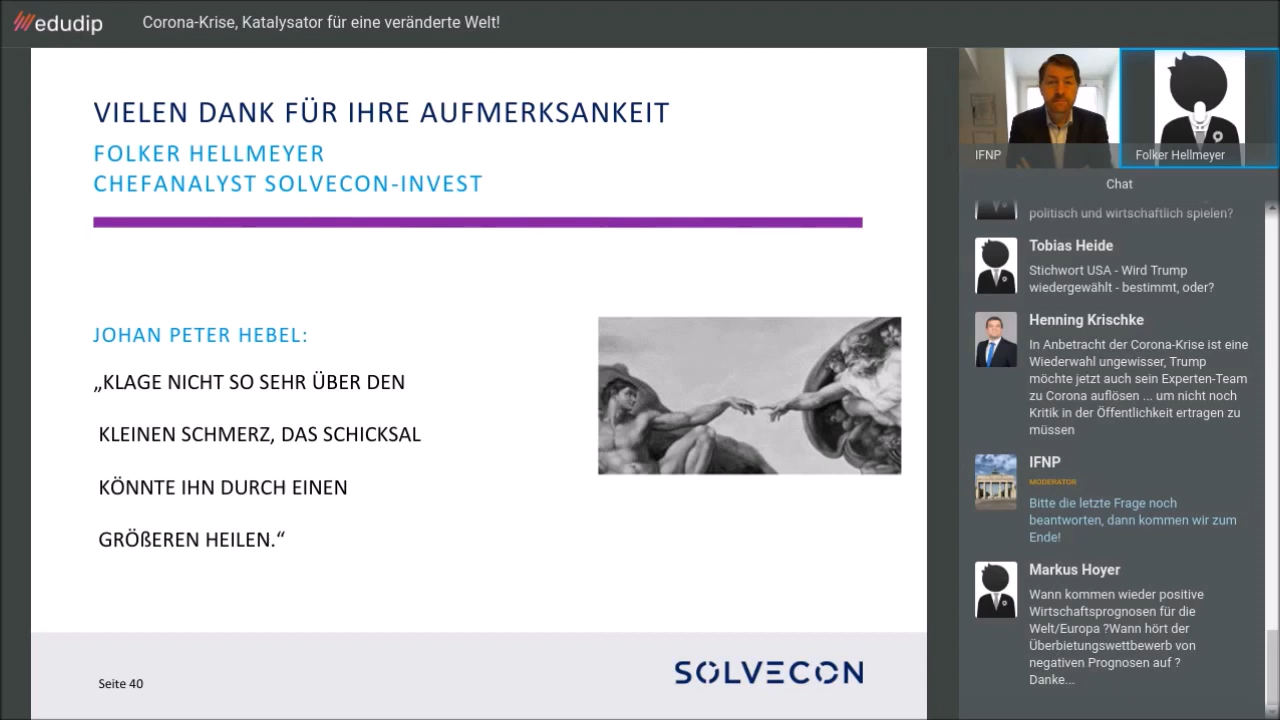 edudip
Corona-Krise, Katalysator für eine veränderte Welt!
VIELEN DANK FÜR IHRE AUFMERKSANKEIT
FOLKER HELLMEYER
CHEFANALYST SOLVECON-INVEST
JOHAN PETER HEBEL:
„KLAGE NICHT SO SEHR ÜBER DEN
KLEINEN SCHMERZ, DAS SCHICKSAL
KÖNNTE IHN DURCH EINEN
GRÖßEREN HEILEN.“
Seite 40
SOLVECON
IFNP
Folker Hellmeyer
Chat
politisch und wirtschaftlich spielen?
Tobias Heide
Stichwort USA - Wird Trump
wiedergewählt - bestimmt, oder?
Henning Krischke
In Anbetracht der Corona-Krise ist eine
Wiederwahl ungewisser, Trump
möchte jetzt auch sein Experten-Team
zu Corona auflösen ... um nicht noch
Kritik in der Öffentlichkeit ertragen zu
müssen
IFNP
MODERATOR
Bitte die letzte Frage noch
beantworten, dann kommen wir zum
Ende!
Markus Hoyer
Wann kommen wieder positive
Wirtschaftsprognosen für die
Welt/Europa ?Wann hört der
Überbietungswettbewerb von
negativen Prognosen auf ?
Danke...